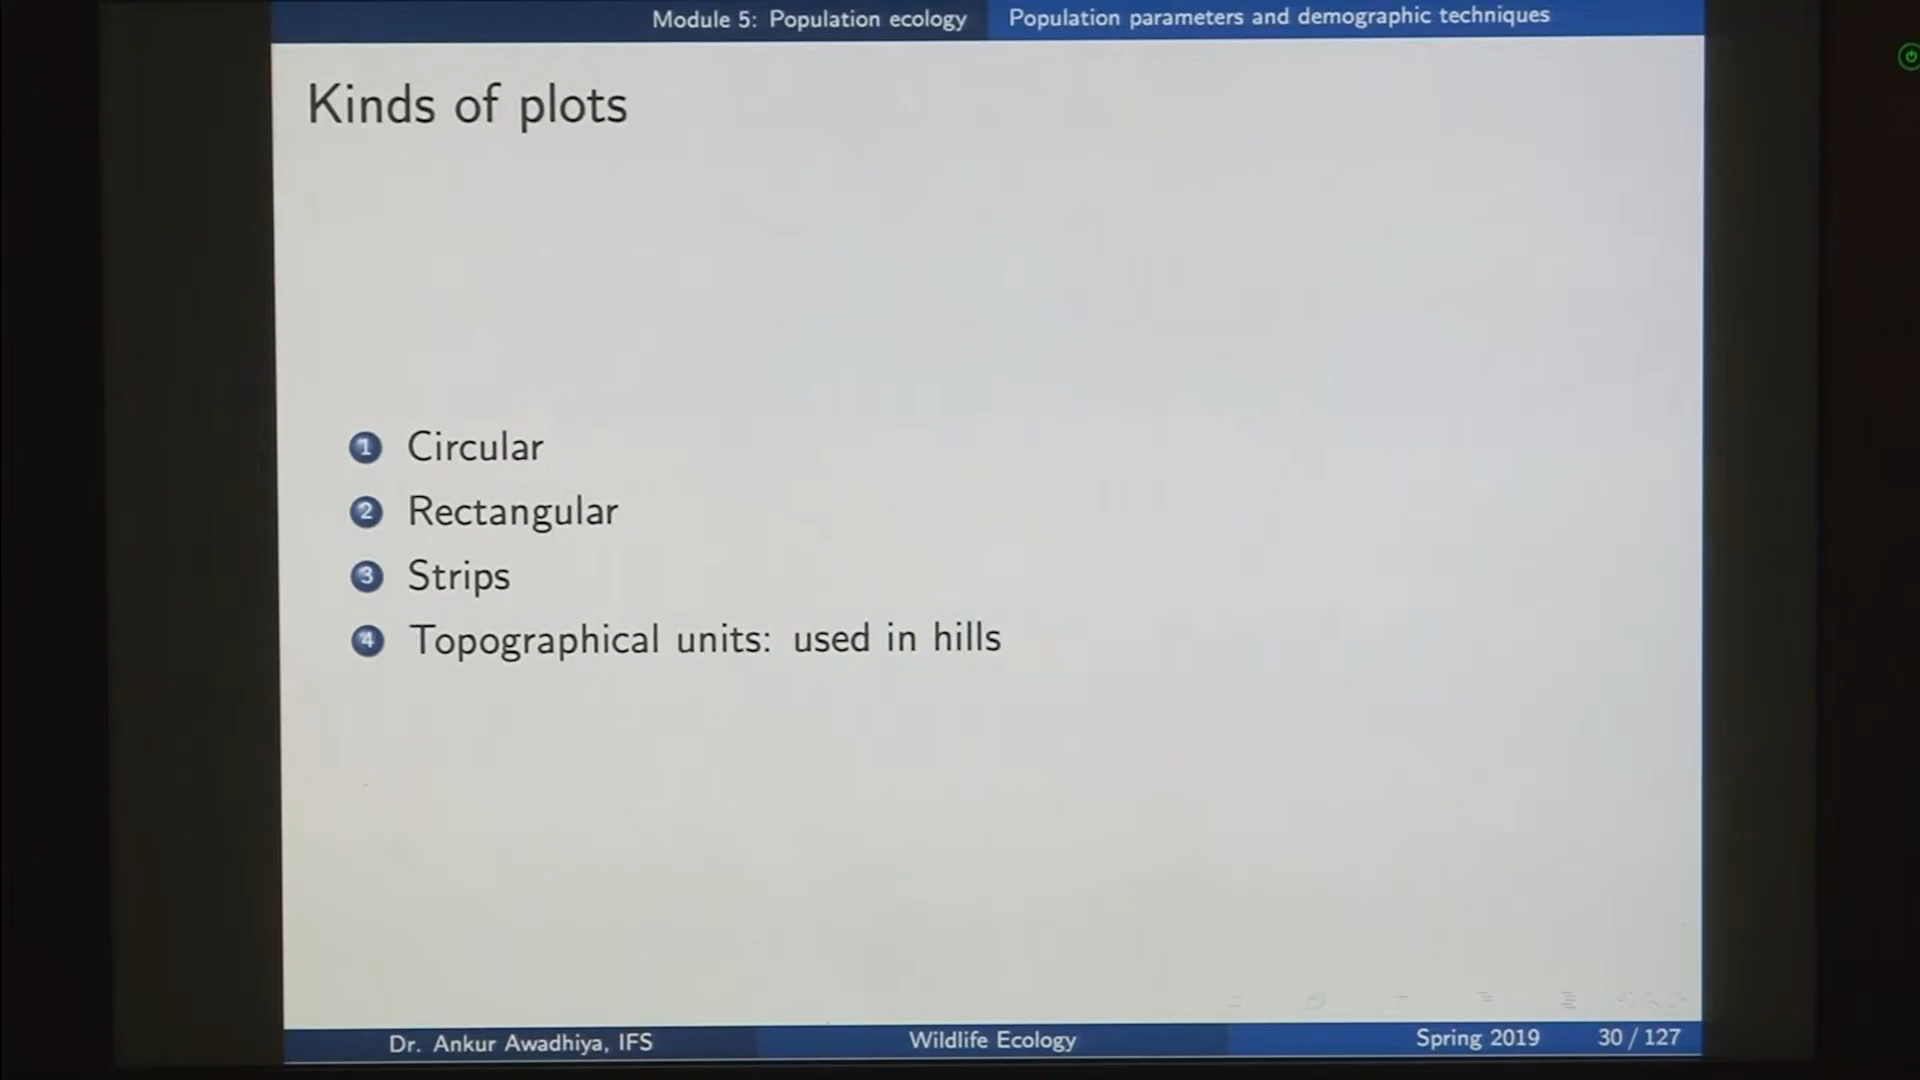 Module 5: Population ecology Population parameters and demographic techniques
Kinds of plots
1 Circular
2 Rectangular
3 Strips
4 Topographical units: used in hills
Dr. Ankur Awadhiya, IFS Wildlife Ecology Spring 2019 30 / 127